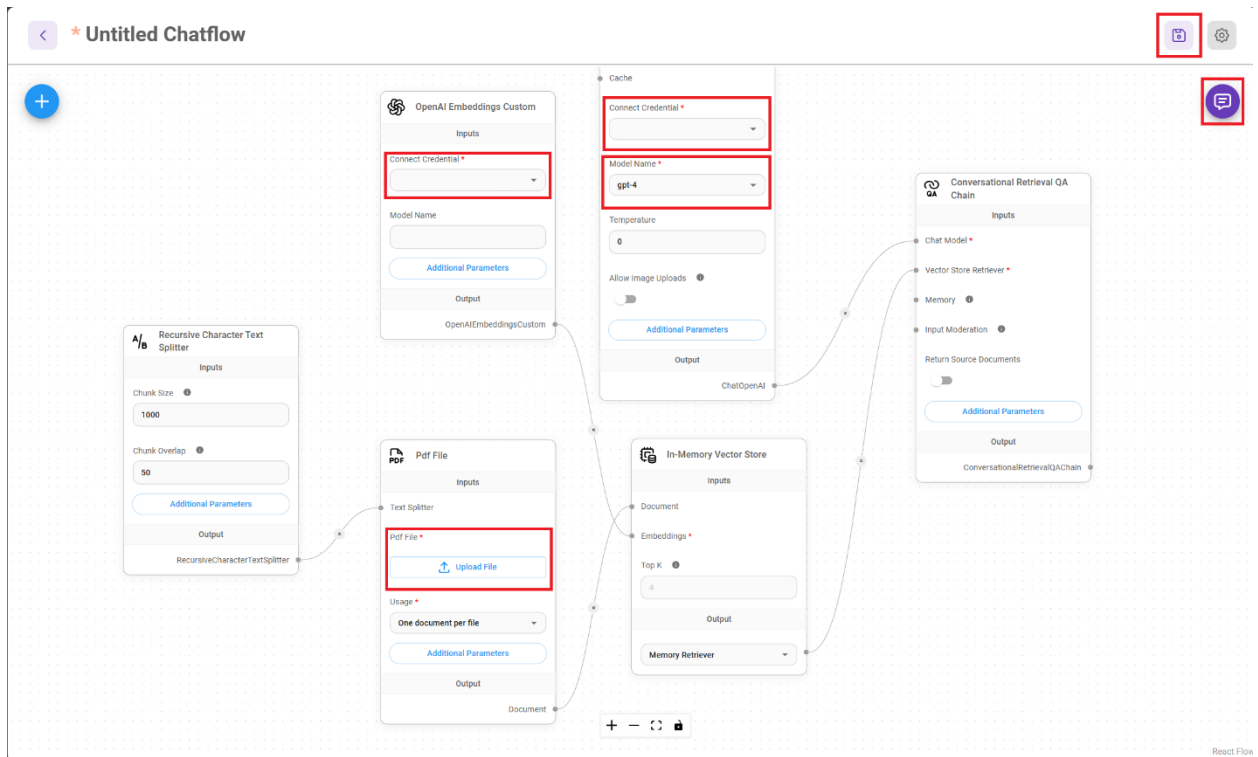 * Untitled Chatflow
OpenAI Embeddings Custom
Inputs
Connect Credential *
Model Name
Additional Parameters
Output
OpenAIEmbeddingsCustom
Cache
Connect Credential *
Model Name *
gpt-4
Temperature
0
Allow Image Uploads
Additional Parameters
Output
ChatOpenAI
QA
Conversational Retrieval QA
Chain
Inputs
Chat Model *
Vector Store Retriever *
Memory
Input Moderation
Return Source Documents
Additional Parameters
Output
ConversationalRetrievalQAChain
A/B
Recursive Character Text
Splitter
Inputs
Chunk Size
1000
Chunk Overlap
50
Additional Parameters
Output
RecursiveCharacterTextSplitter
PDF
Pdf File
Inputs
Text Splitter
Pdf File *
Upload File
Usage *
One document per file
Additional Parameters
Output
Document
In-Memory Vector Store
Inputs
Document
Embeddings *
Top K
4
Output
Memory Retriever
React Flow